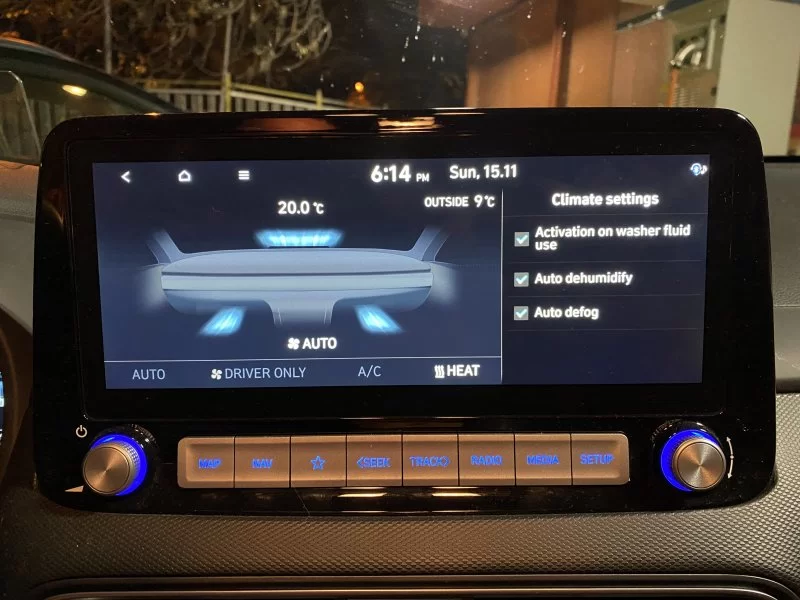 6:14 PM Sun, 15.11
20.0 °C
OUTSIDE 9°C
AUTO
AUTO DRIVER ONLY A/C HEAT
Climate settings
Activation on washer fluid
use
Auto dehumidify
Auto defog
MAP NAV SEEK TRACK RADIO MEDIA SETUP